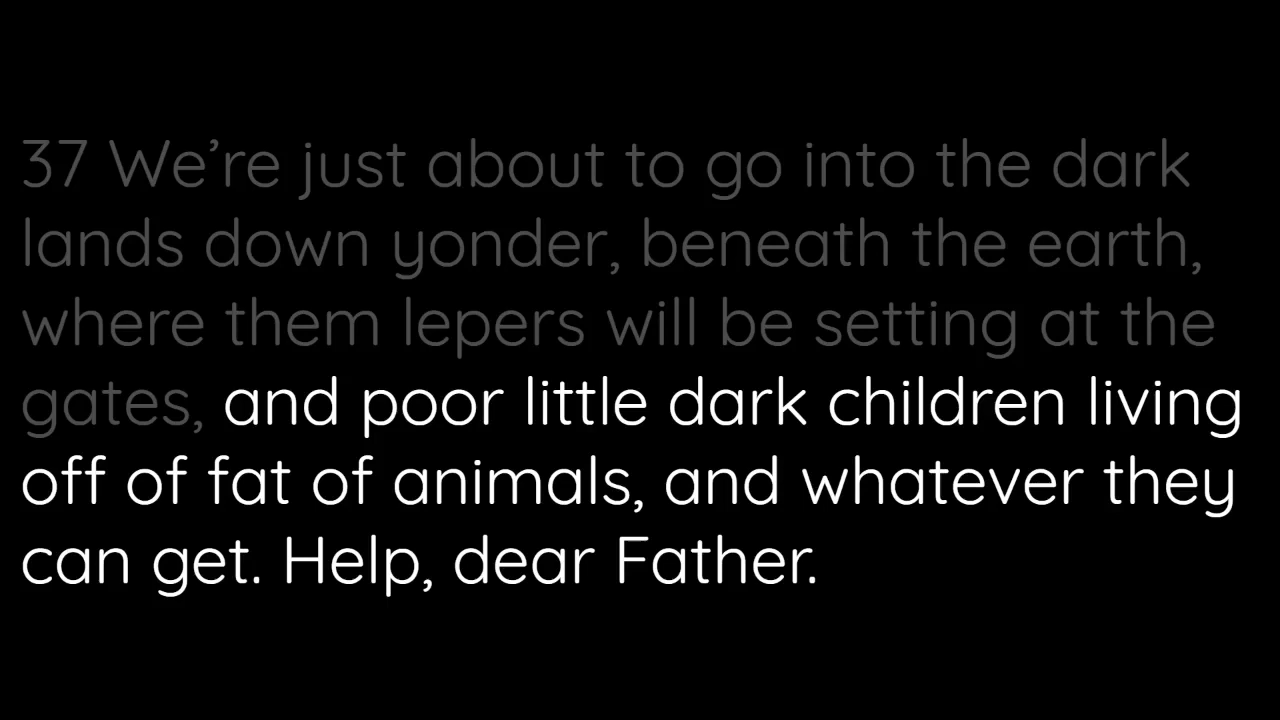 37 We’re just about to go into the dark
lands down yonder, beneath the earth,
where them lepers will be setting at the
gates, and poor little dark children living
off of fat of animals, and whatever they
can get. Help, dear Father.